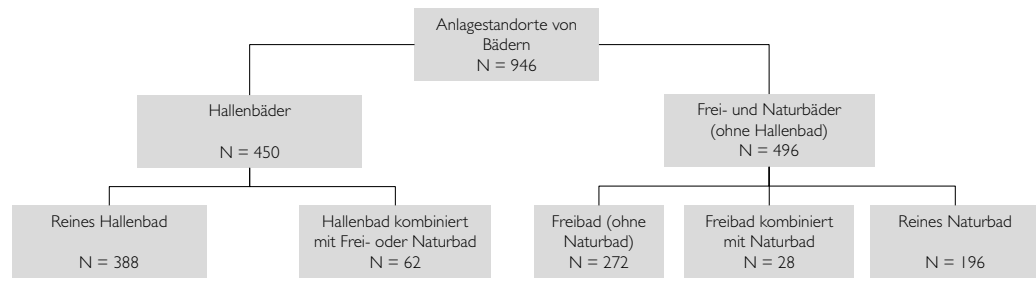 Anlagestandorte von
Bädern
N = 946
Hallenbäder
N = 450
Frei- und Naturbäder
(ohne Hallenbad)
N = 496
Reines Hallenbad
N = 388
Hallenbad kombiniert
mit Frei- oder Naturbad
N = 62
Freibad (ohne
Naturbad)
N = 272
Freibad kombiniert
mit Naturbad
N = 28
Reines Naturbad
N = 196